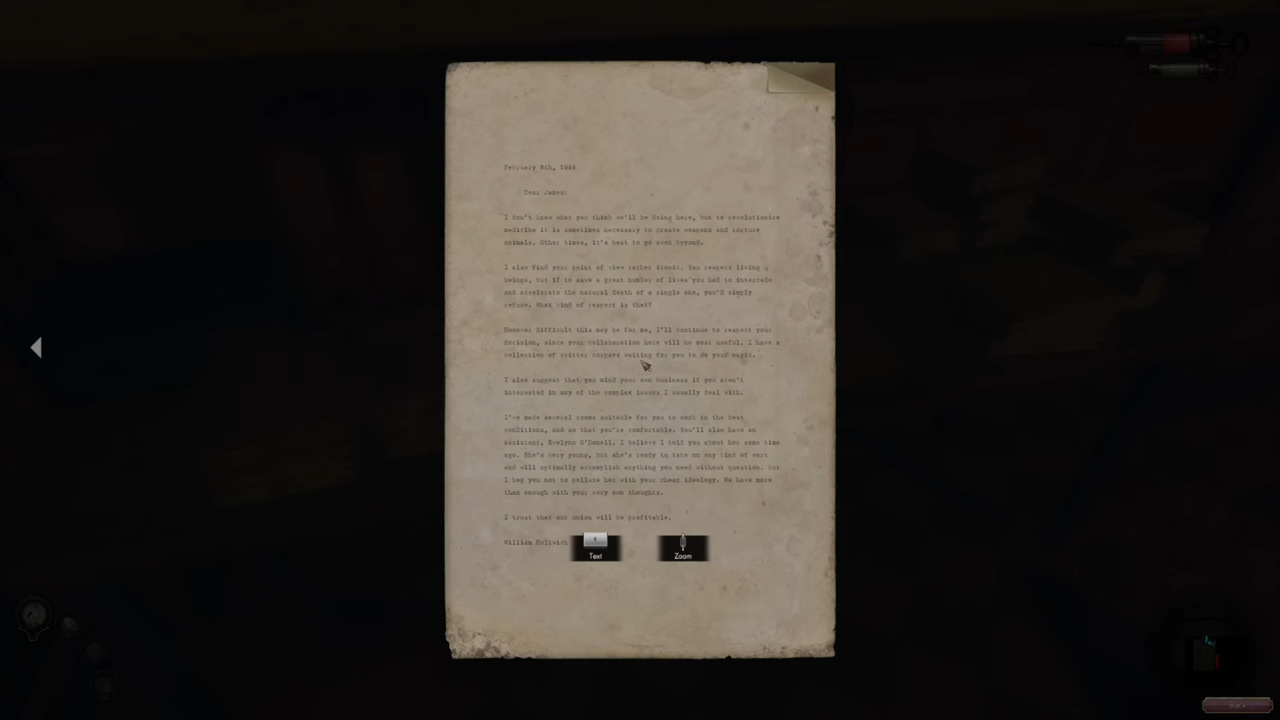 February 8th, 1944
Dear James:
I don't know what you think we'll be doing here, but to revolutionize
medicine it is sometimes necessary to create weapons and torture
animals. Other times, it's best to go even beyond.
I also find your point of view rather ironic. You respect living
beings, but if to save a great number of lives you had to intercede
and accelerate the natural death of a single one, you'd simply
refuse. What kind of respect is that?
However difficult this may be for me, I'll continue to respect your
decision, since your collaboration here will be most useful. I have a
collection of critter corpses waiting for you to do your magic.
I also suggest that you mind your own business if you aren't
interested in any of the complex issues I usually deal with.
I've made several rooms suitable for you to work in the best
conditions, and so that you're comfortable. You'll also have an
assistant, Evelynn O'Donell. I believe I told you about her some time
ago. She's very young, but she's ready to take on any kind of work
and will optimally accomplish anything you need without question. But
I beg you not to pollute her with your cheap ideology. We have more
than enough with your very own thoughts.
I trust that our union will be profitable.
William Holtwick
Text
Zoom
Back